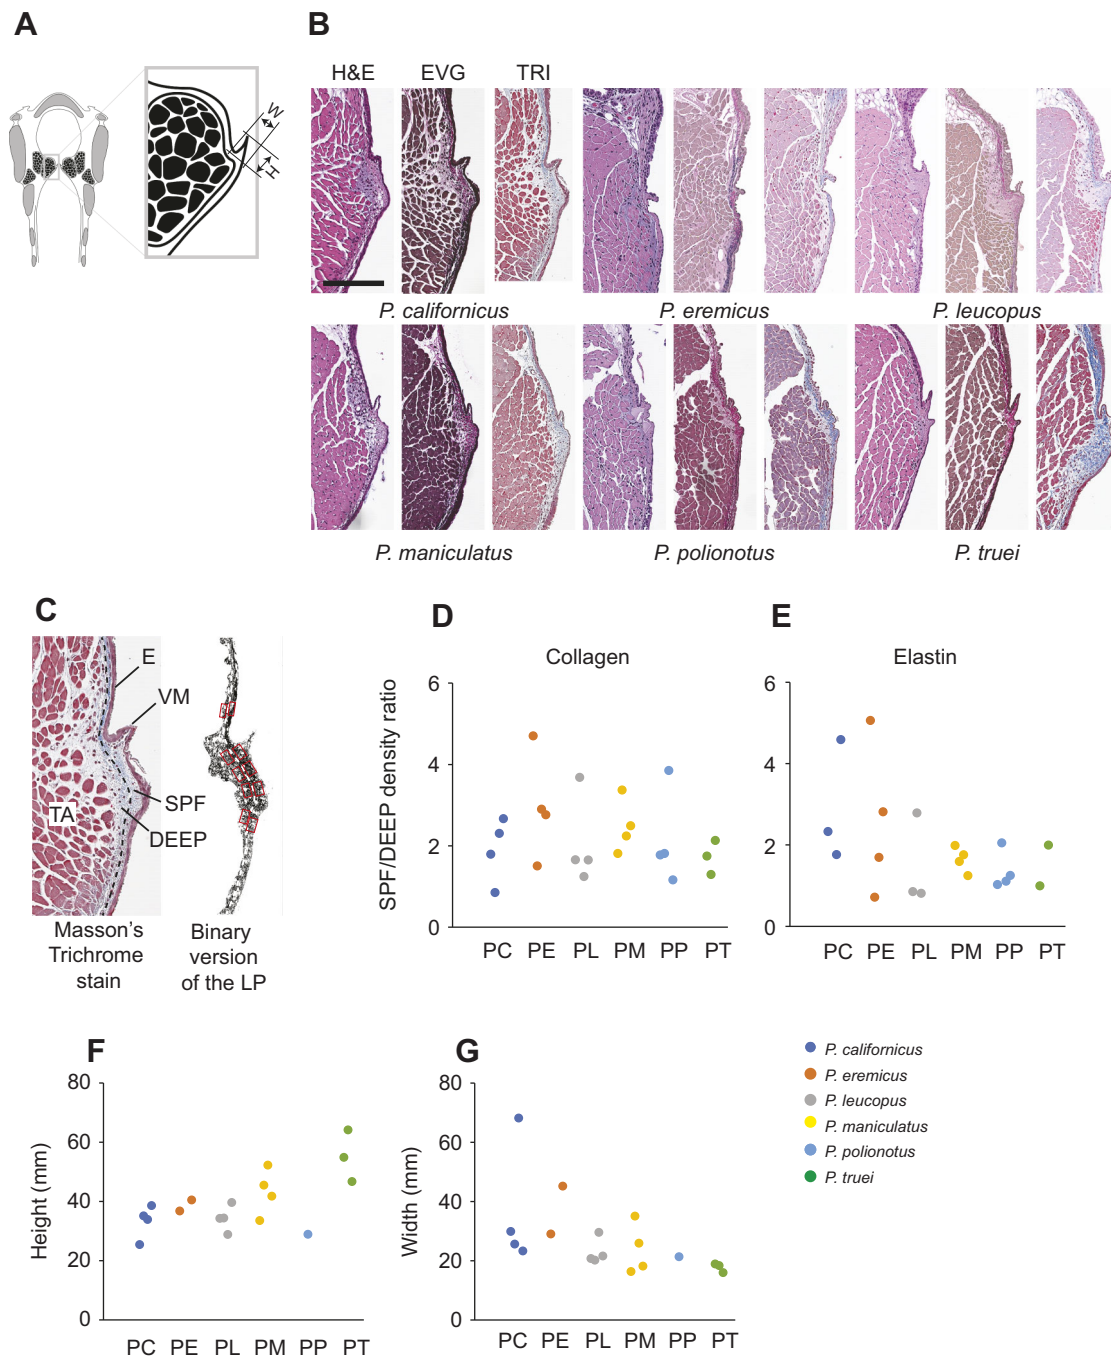 A
W
H
B
H&E EVG TRI
P. californicus P. eremicus P. leucopus
P. maniculatus P. polionotus P. truei
C
E
VM
SPF
TA
DEEP
Masson's
Trichrome
stain
Binary
version
of the LP
D
Collagen
SPF/DEEP density ratio
6
4
2
0
PC PE PL PM PP PT
E
Elastin
6
4
2
0
PC PE PL PM PP PT
F
Height (mm)
80
60
40
20
0
PC PE PL PM PP PT
G
Width (mm)
80
60
40
20
0
PC PE PL PM PP PT
P. californicus
P. eremicus
P. leucopus
P. maniculatus
P. polionotus
P. truei